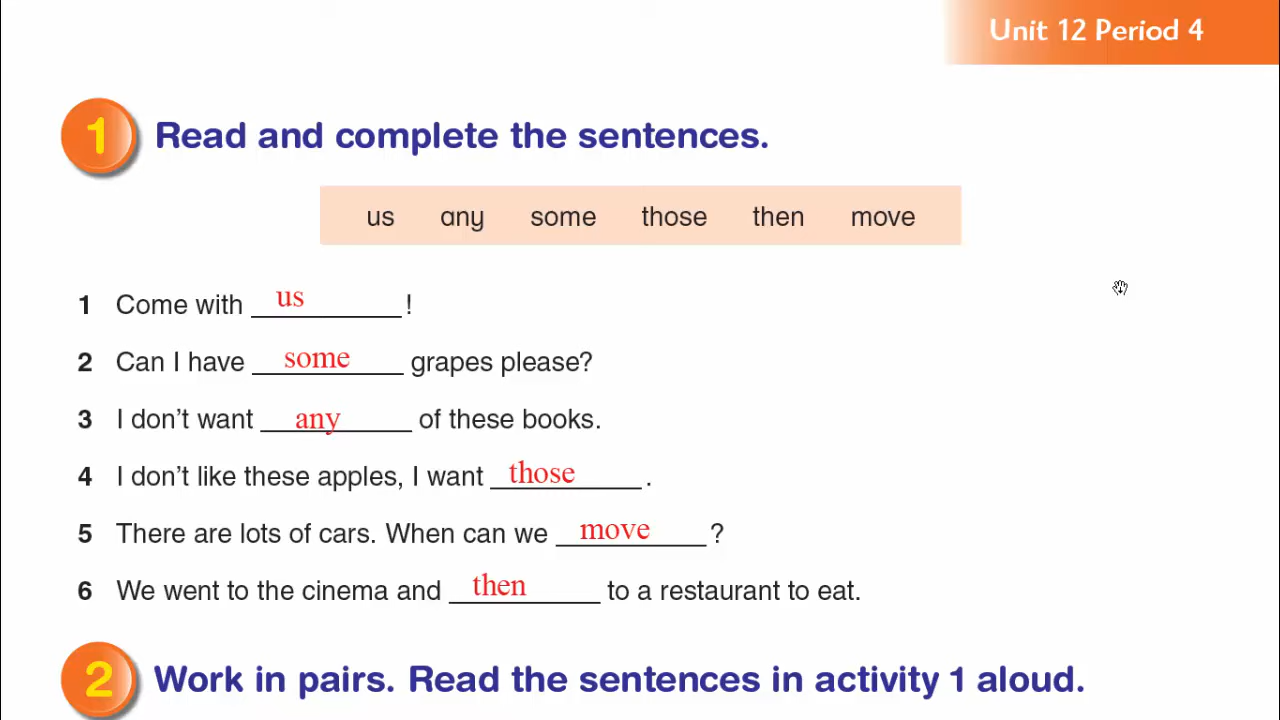 Unit 12 Period 4
1 Read and complete the sentences.
us any some those then move
1 Come with us !
2 Can I have some grapes please?
3 I don't want any of these books.
4 I don't like these apples, I want those .
5 There are lots of cars. When can we move ?
6 We went to the cinema and then to a restaurant to eat.
2 Work in pairs. Read the sentences in activity 1 aloud.